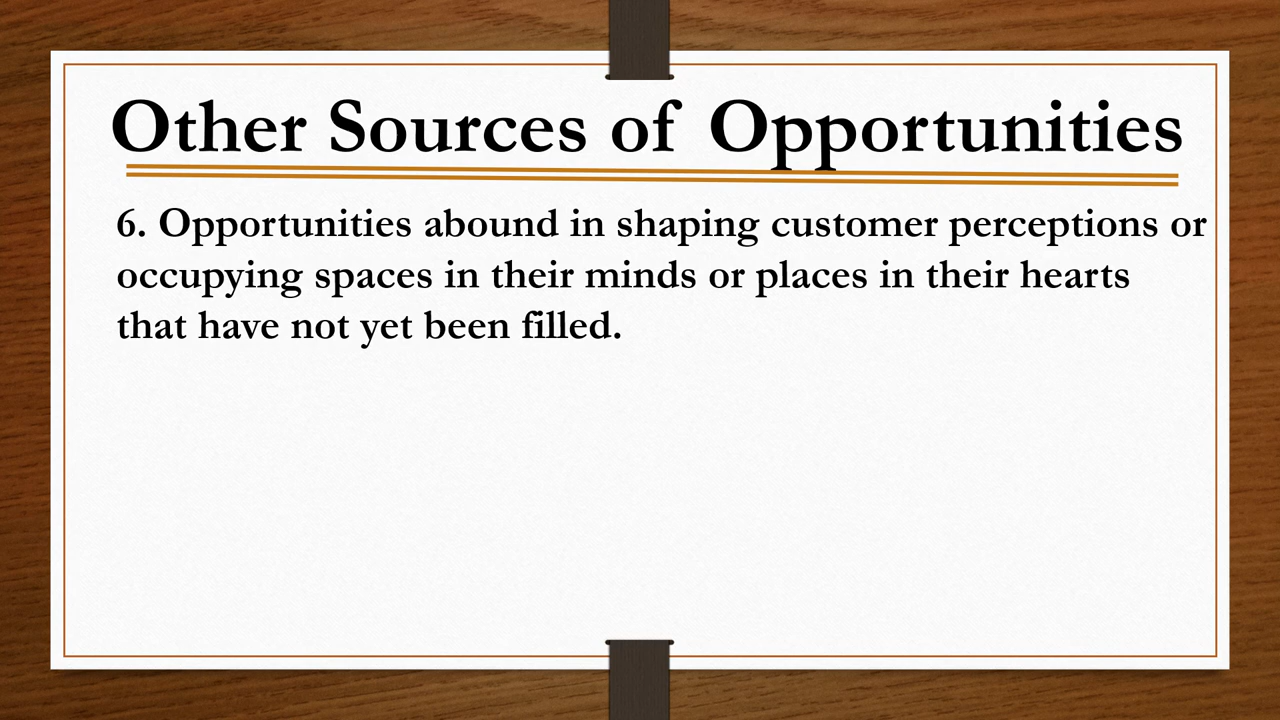 Other Sources of Opportunities
6. Opportunities abound in shaping customer perceptions or
occupying spaces in their minds or places in their hearts
that have not yet been filled.